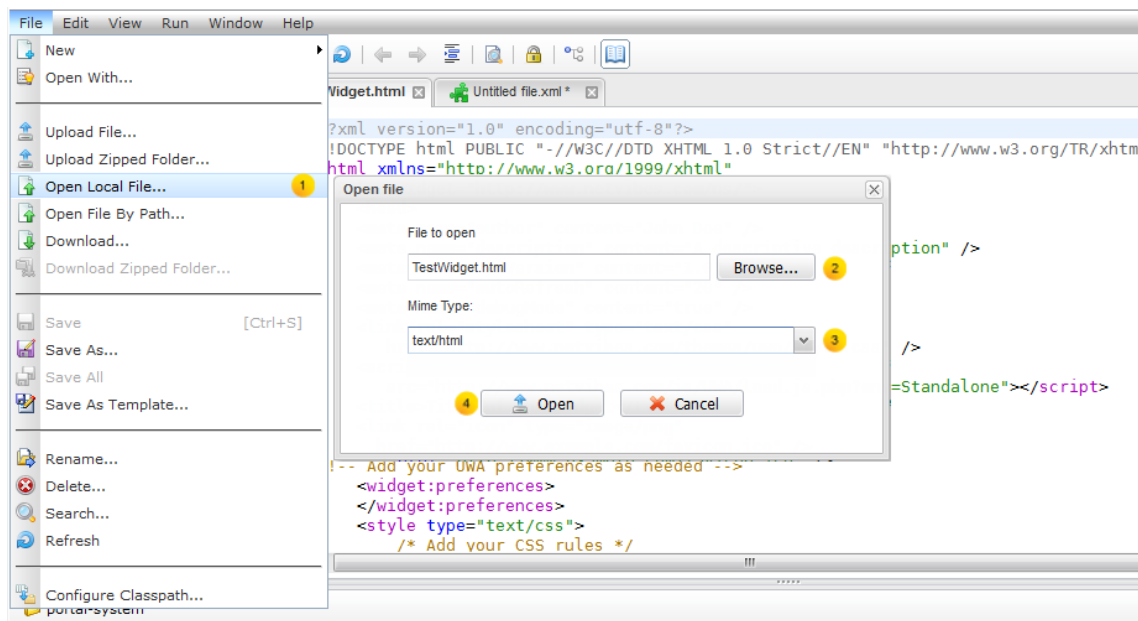 File Edit View Run Window Help
New
Open With...
Upload File...
Upload Zipped Folder...
Open Local File... 1
Open File By Path...
Download...
Download Zipped Folder...
Save [Ctrl+S]
Save As...
Save All
Save As Template...
Rename...
Delete...
Search...
Refresh
Configure Classpath...
portal-system
Widget.html Untitled file.xml *
?xml version="1.0" encoding="utf-8"?>
!DOCTYPE html PUBLIC "-//W3C//DTD XHTML 1.0 Strict//EN" "http://www.w3.org/TR/xhtm
html xmlns="http://www.w3.org/1999/xhtml"
Open file
File to open
TestWidget.html Browse... 2
Mime Type:
text/html 3
4 Open Cancel
ption" />
/>
=Standalone"></script>
!-- Add your UWA preferences as needed -->
<widget:preferences>
</widget:preferences>
<style type="text/css">
/* Add your CSS rules */